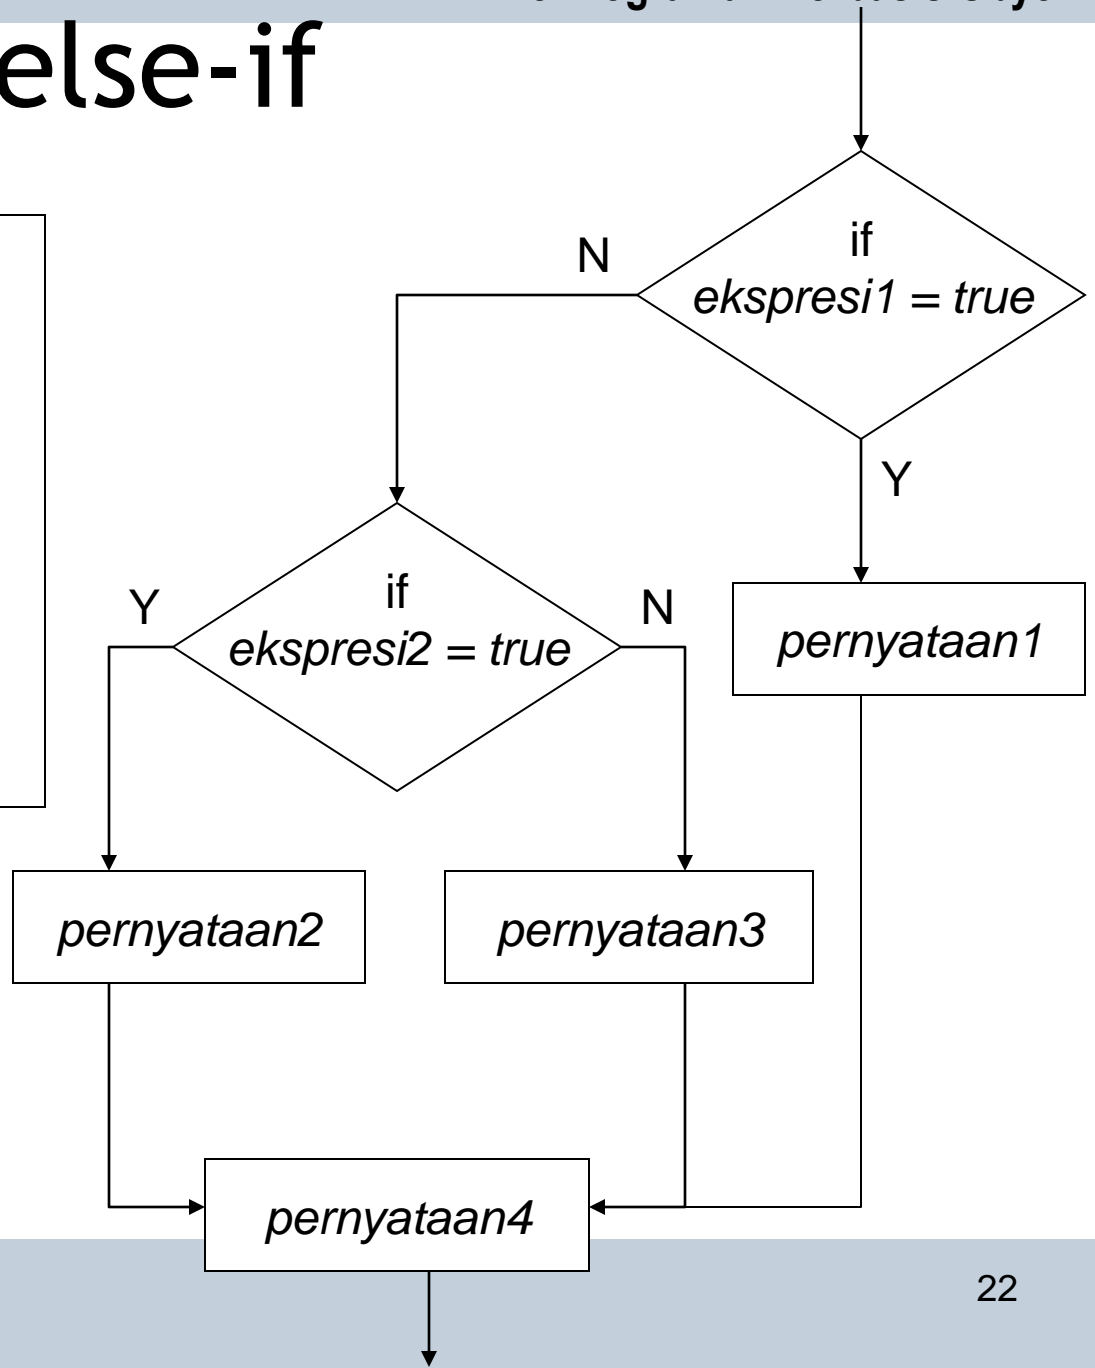 else-if
if
ekspresi1 = true
N
Y
if
ekspresi2 = true
Y
N
pernyataan1
pernyataan2
pernyataan3
pernyataan4
22